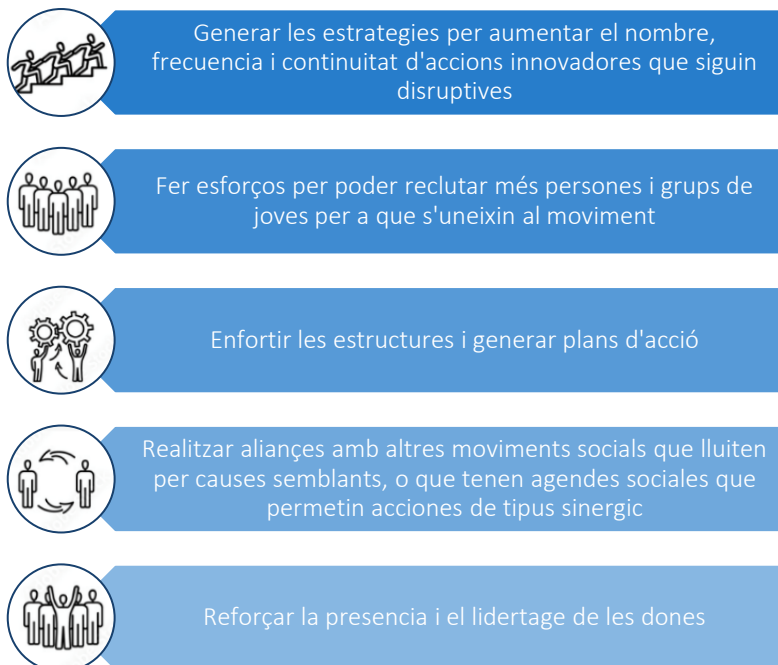 Generar les estrategies per aumentar el nombre,
frecuencia i continuitat d'accions innovadores que siguin
disruptives
Fer esforços per poder reclutar més persones i grups de
joves per a que s'uneixin al moviment
Enfortir les estructures i generar plans d'acció
Realitzar aliançes amb altres moviments socials que lluiten
per causes semblants, o que tenen agendes sociales que
permetin acciones de tipus sinergic
Reforçar la presencia i el lidertage de les dones